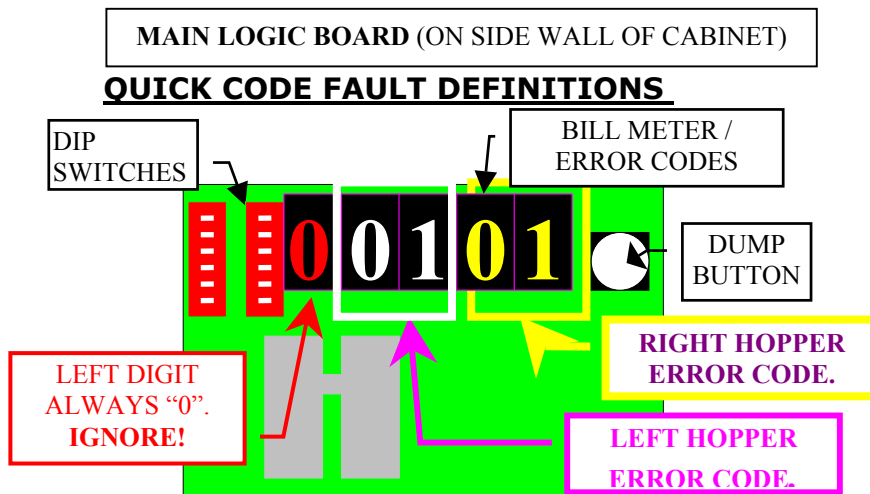 MAIN LOGIC BOARD (ON SIDE WALL OF CABINET)
QUICK CODE FAULT DEFINITIONS
DIP
SWITCHES
BILL METER /
ERROR CODES
0 0 1 0 1
DUMP
BUTTON
RIGHT HOPPER
ERROR CODE.
LEFT DIGIT
ALWAYS “0”.
IGNORE!
LEFT HOPPER
ERROR CODE.